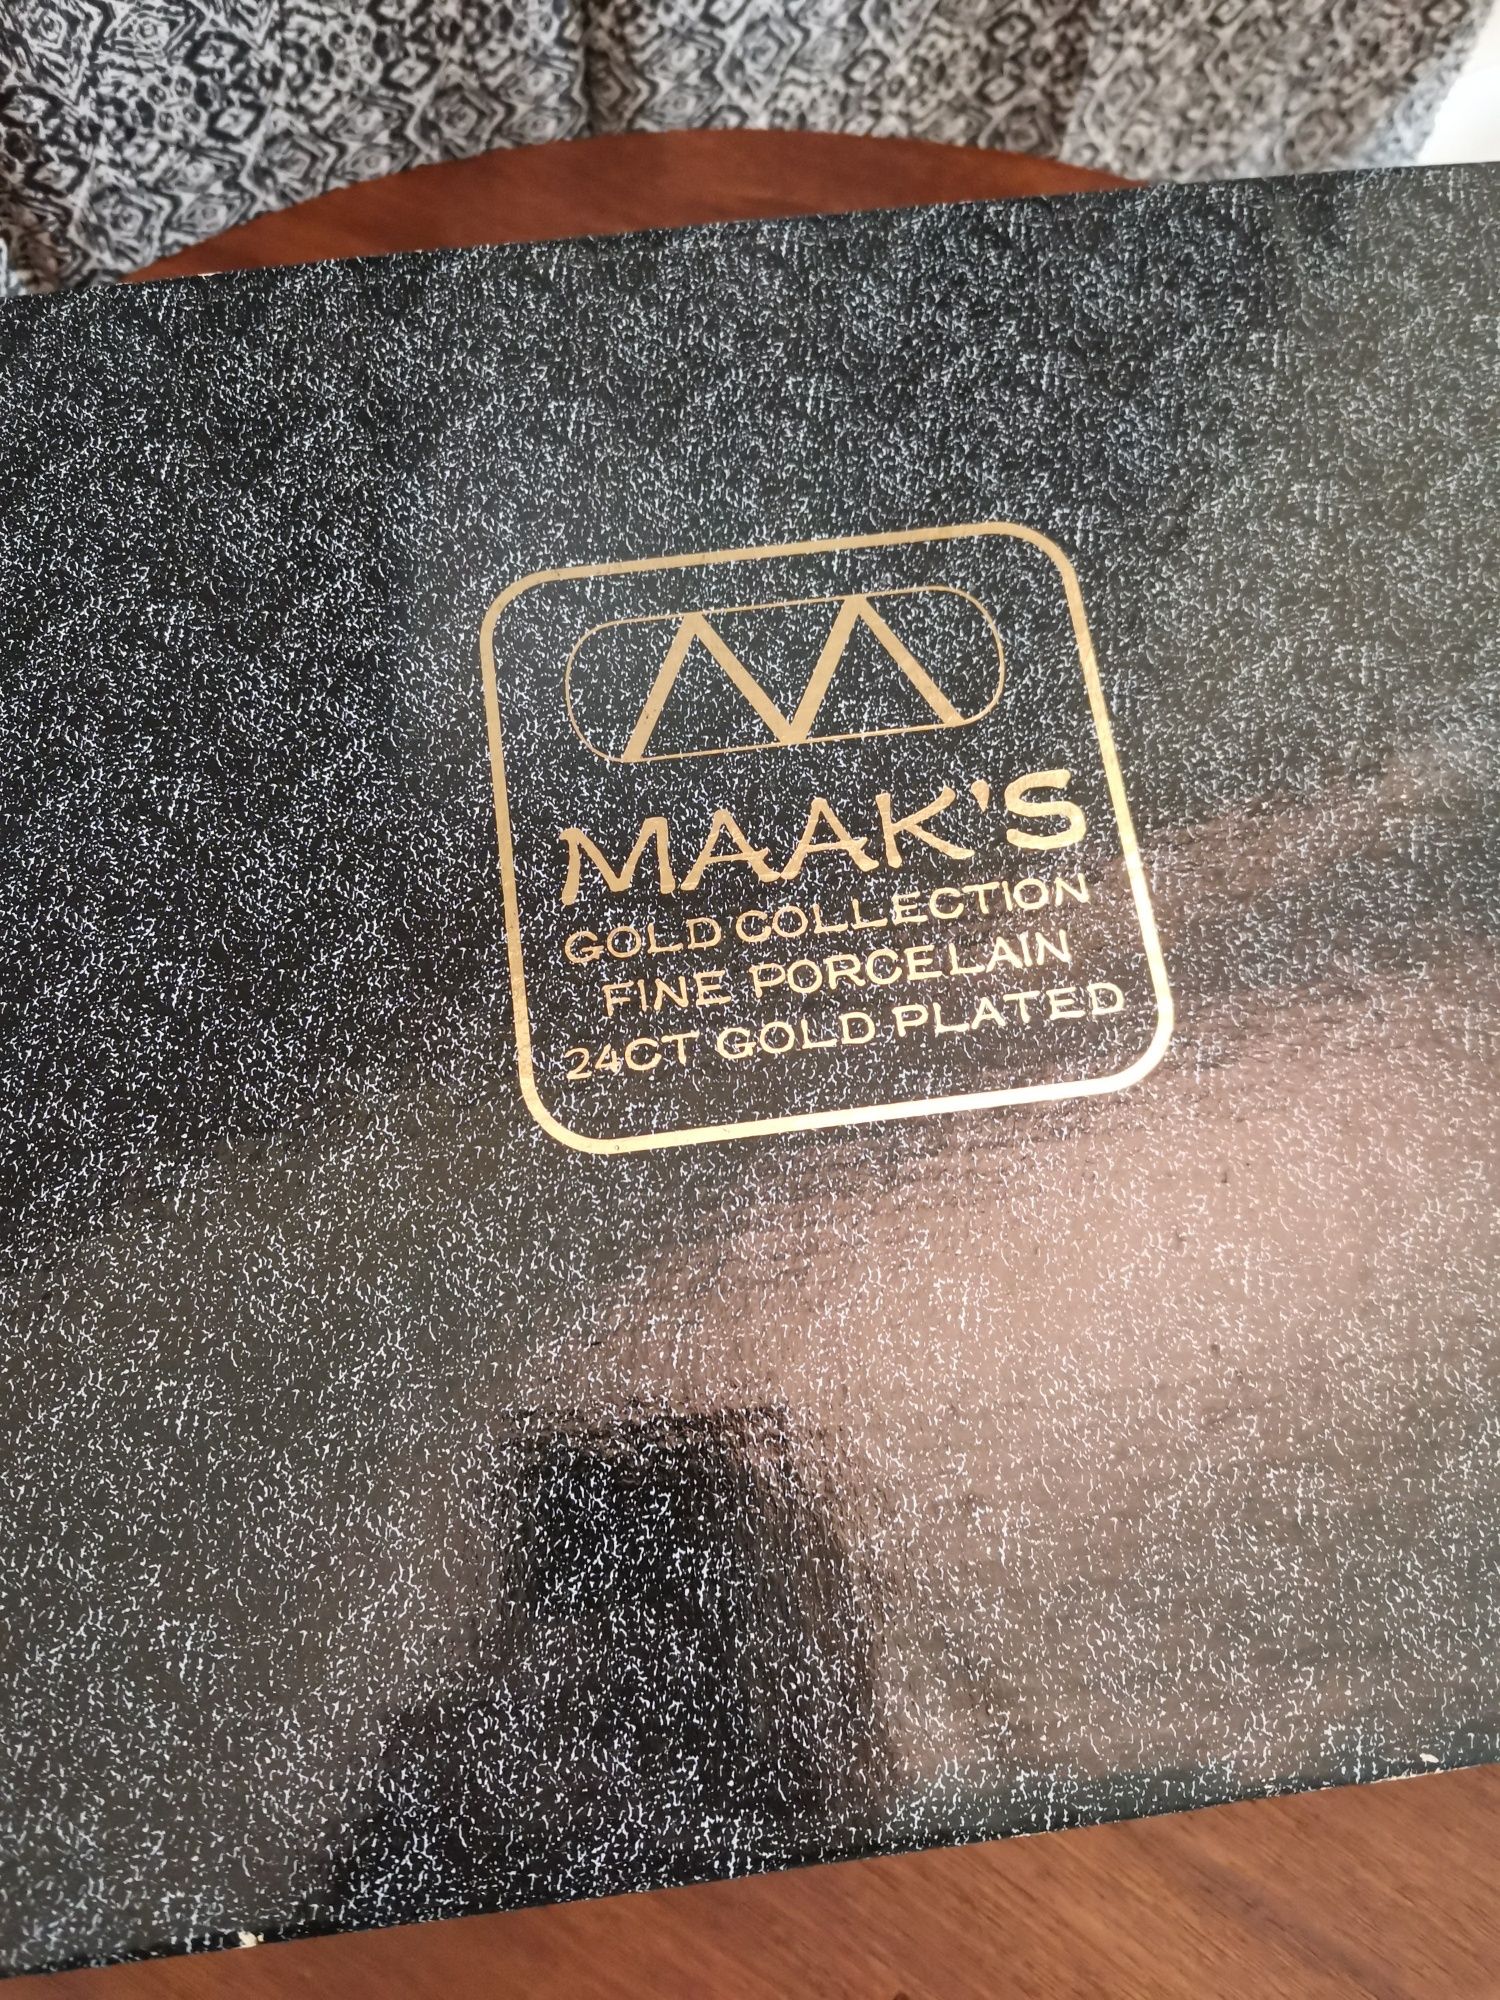 MAAK'S
GOLD COLLECTION
FINE PORCELAIN
24CT GOLD PLATED